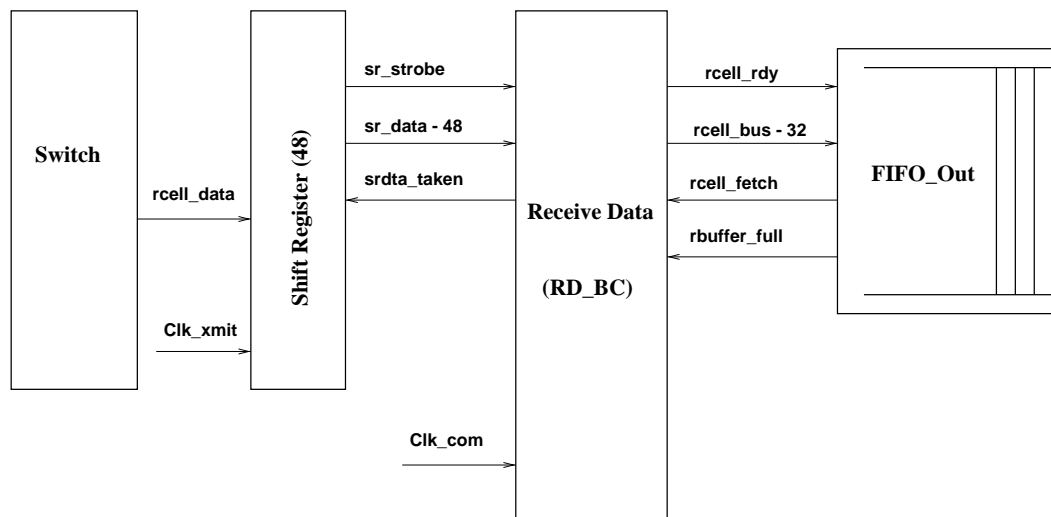 Switch
rcell_data
Clk_xmit
Shift Register (48)
sr_strobe
sr_data - 48
srdta_taken
Clk_com
Receive Data
(RD_BC)
rcell_rdy
rcell_bus - 32
rcell_fetch
rbuffer_full
FIFO_Out